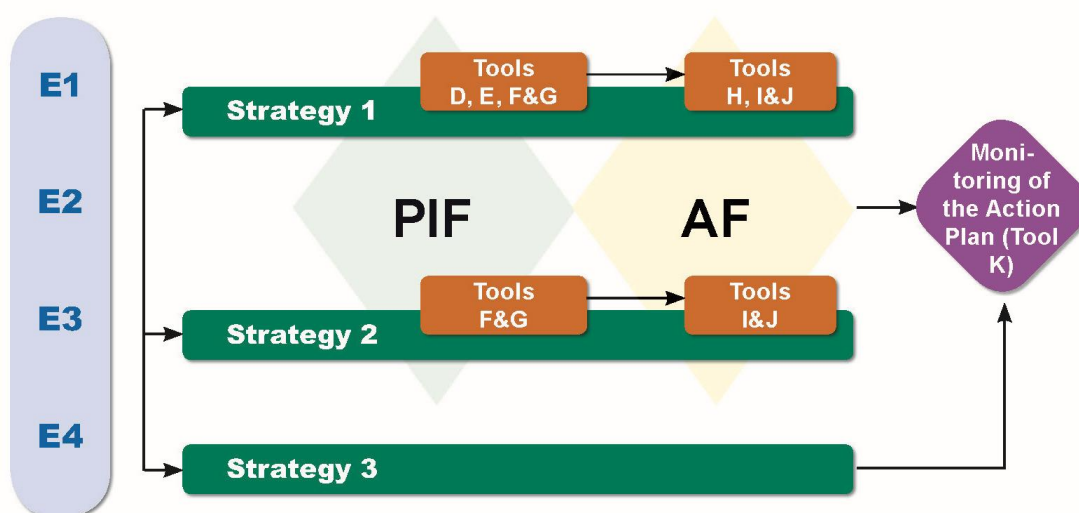 E1
E2
E3
E4
Tools
D, E, F&G
Tools
H, I&J
Strategy 1
PIF
AF
Tools
F&G
Tools
I&J
Strategy 2
Strategy 3
Moni-
toring of
the Action
Plan (Tool
K)